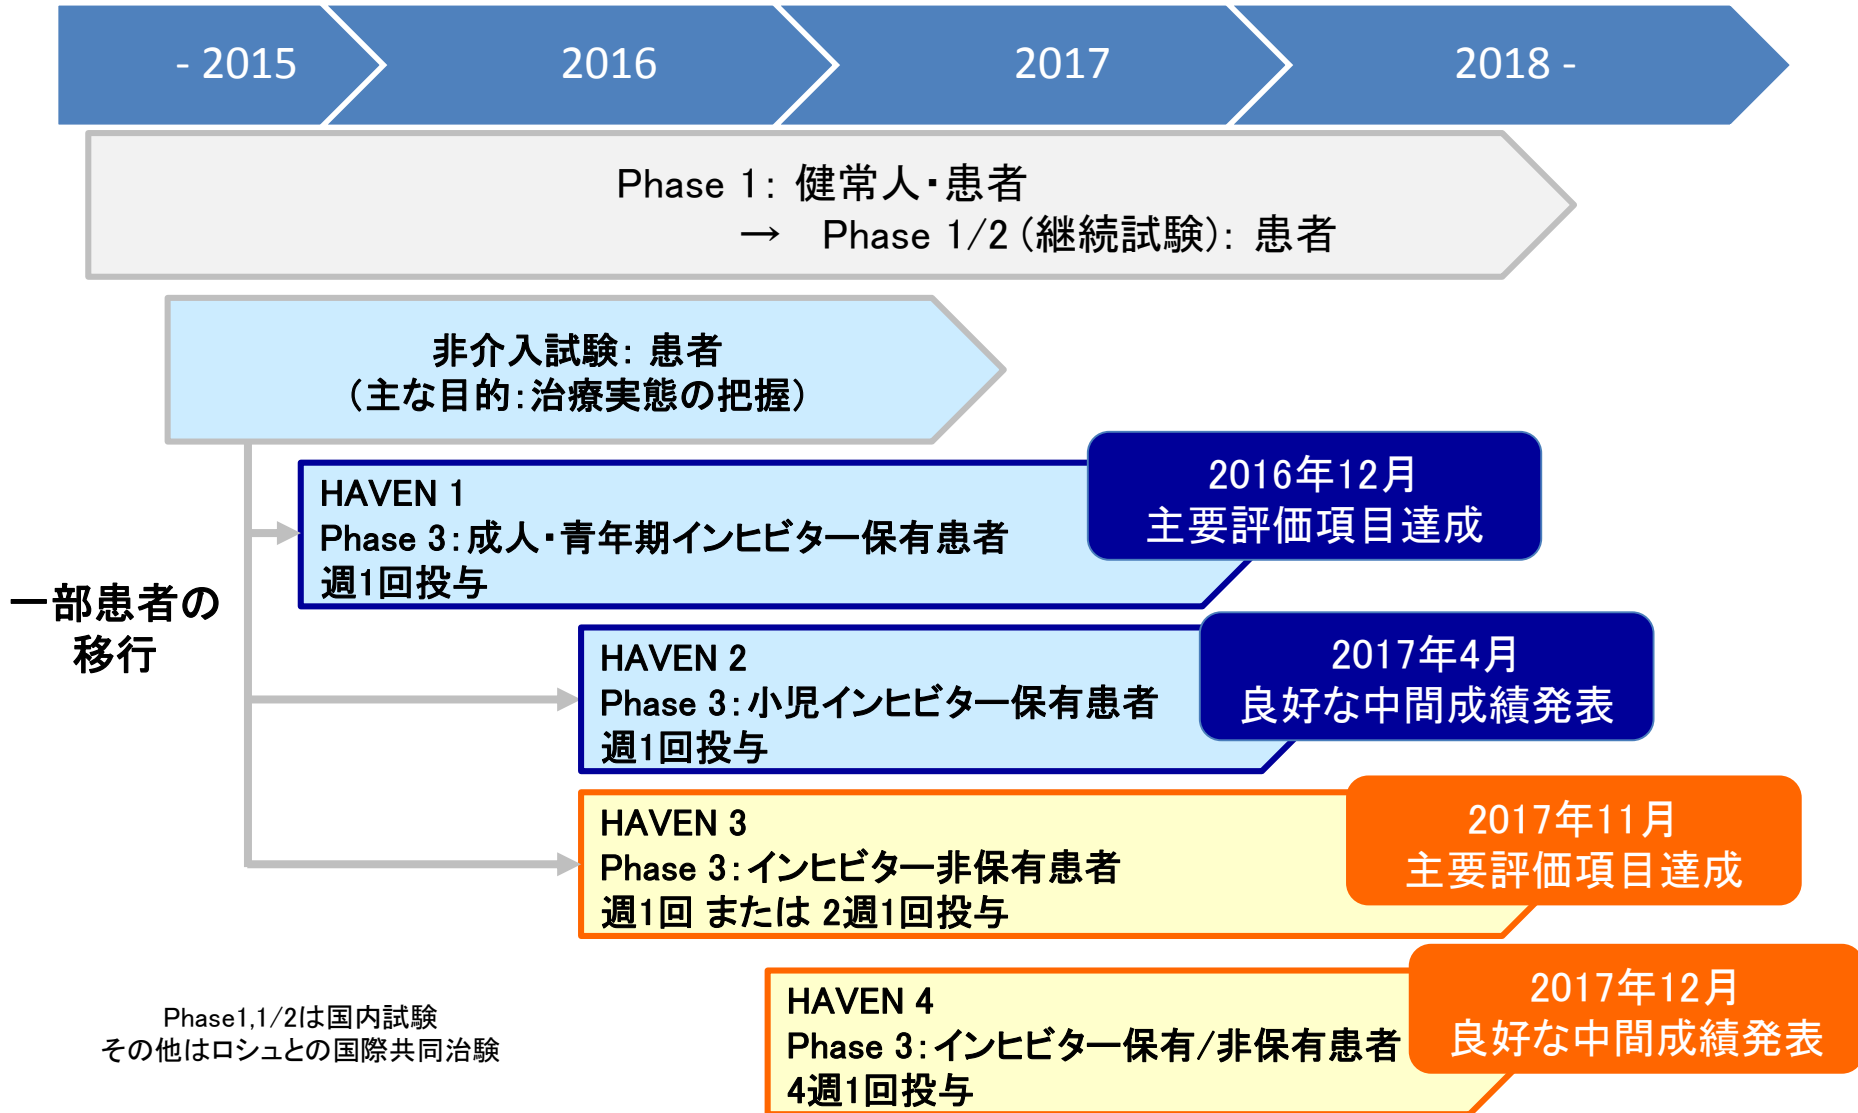 - 2015
2016
2017
2018 -
Phase 1: 健常人・患者
→ Phase 1/2 (継続試験): 患者
非介入試験: 患者
(主な目的:治療実態の把握)
HAVEN 1
Phase 3:成人・青年期インヒビター保有患者
週1回投与
2016年12月
主要評価項目達成
一部患者の
移行
HAVEN 2
Phase 3:小児インヒビター保有患者
週1回投与
2017年4月
良好な中間成績発表
HAVEN 3
Phase 3:インヒビター非保有患者
週1回 または 2週1回投与
2017年11月
主要評価項目達成
HAVEN 4
Phase 3:インヒビター保有/非保有患者
4週1回投与
2017年12月
良好な中間成績発表
Phase1,1/2は国内試験
その他はロシュとの国際共同治験